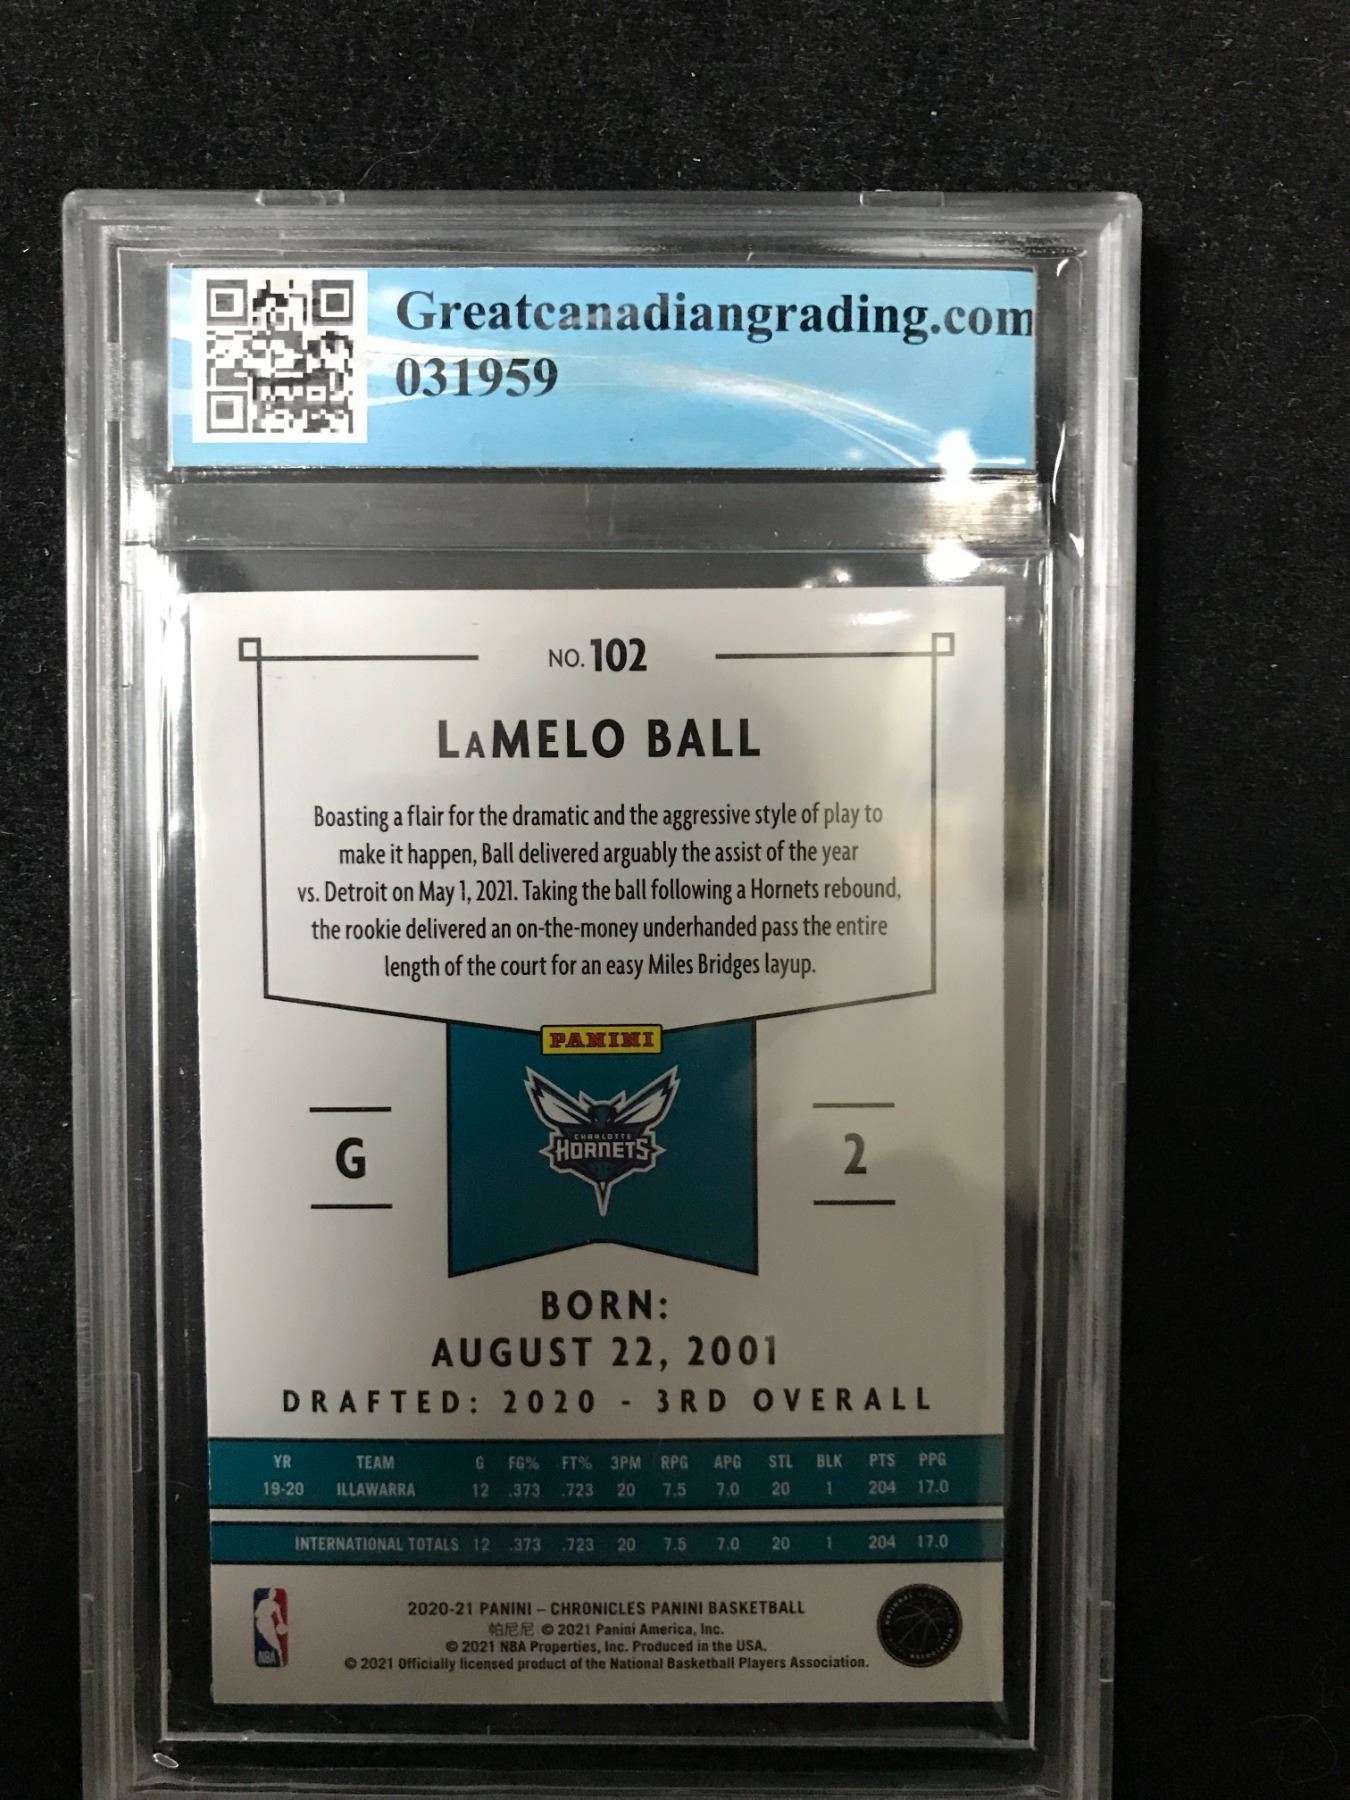 Greatcanadiangrading.com
031959
NO. 102
LAMELO BALL
Boasting a flair for the dramatic and the aggressive style of play to
make it happen, Ball delivered arguably the assist of the year
vs. Detroit on May 1, 2021. Taking the ball following a Hornets rebound,
the rookie delivered an on-the-money underhanded pass the entire
length of the court for an easy Miles Bridges layup.
PANINI
CHARLOTTE
HORNETS
G 2
BORN:
AUGUST 22, 2001
DRAFTED: 2020 - 3RD OVERALL
YR TEAM G FG% FT% 3PM RPG APG STL BLK PTS PPG
19-20 ILLAWARRA 12 .373 .723 20 7.5 7.0 20 1 204 17.0
INTERNATIONAL TOTALS 12 .373 .723 20 7.5 7.0 20 1 204 17.0
2020-21 PANINI – CHRONICLES PANINI BASKETBALL
帕尼尼 © 2021 Panini America, Inc.
© 2021 NBA Properties, Inc. Produced in the USA.
© 2021 Officially licensed product of the National Basketball Players Association.
NBA